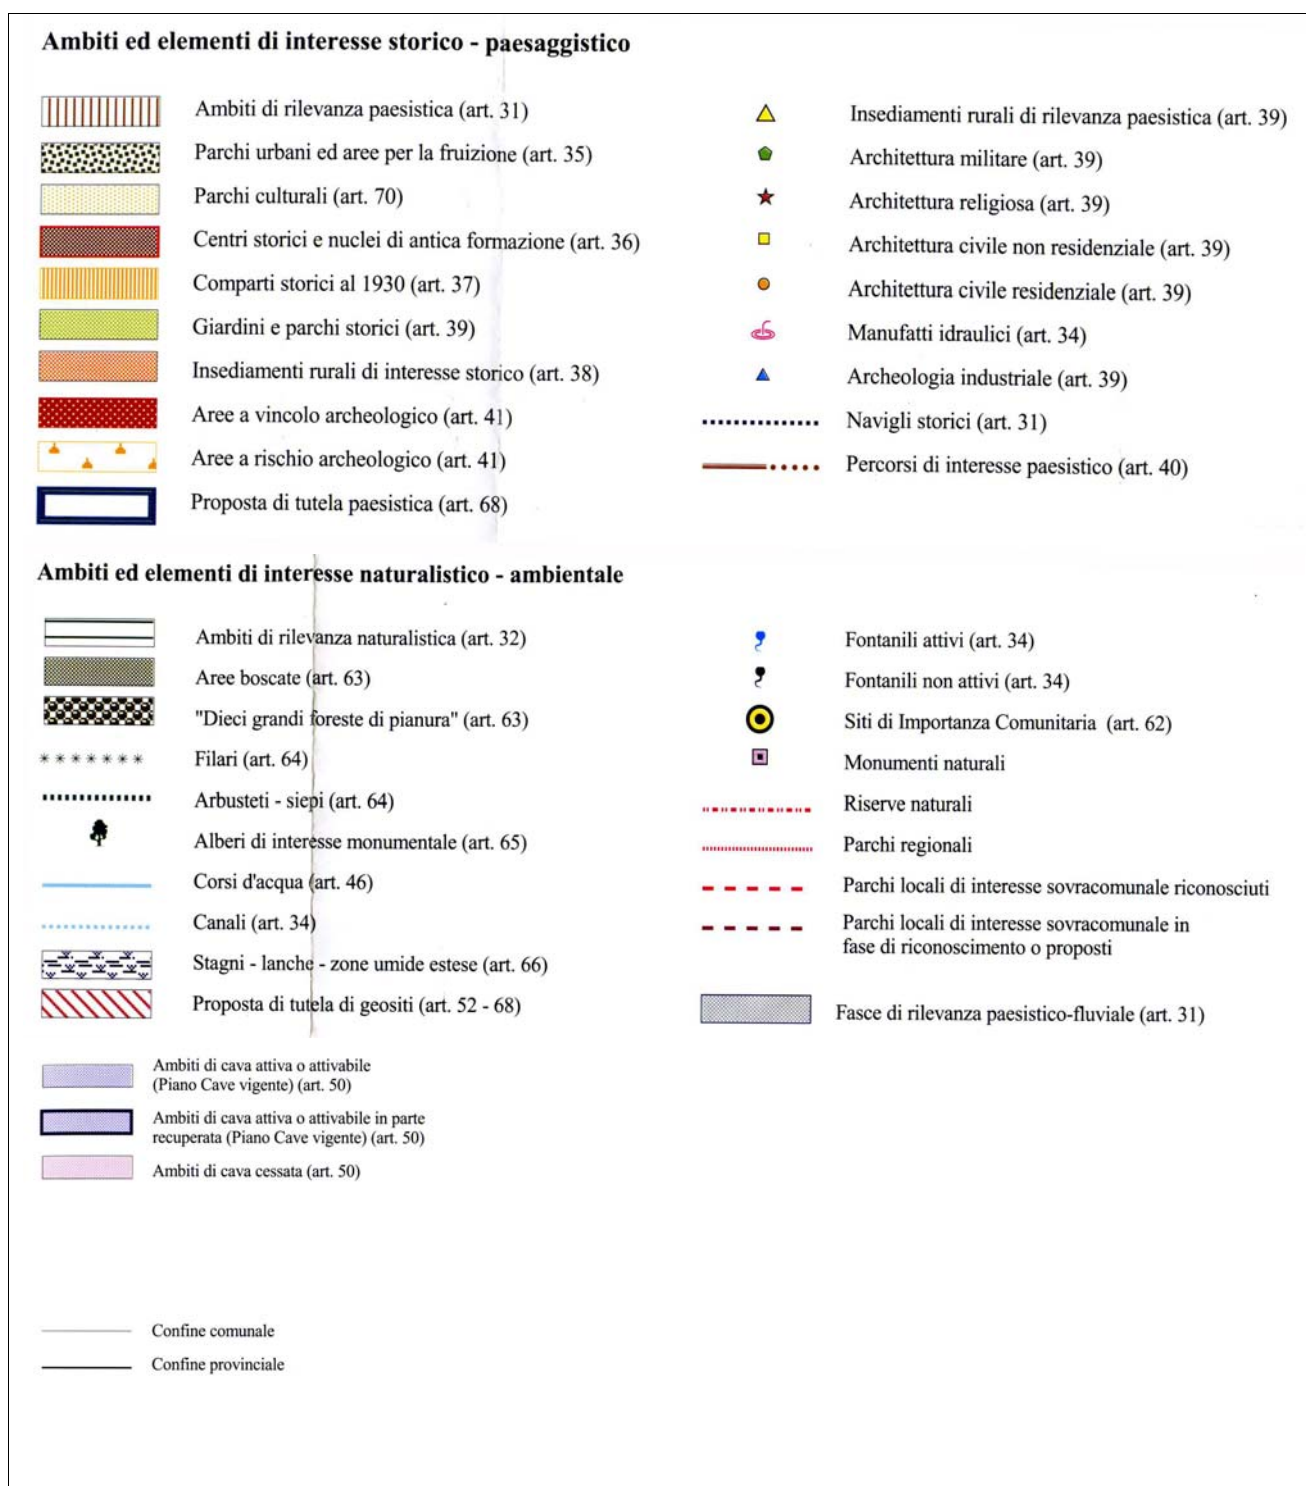 Ambiti ed elementi di interesse storico - paesaggistico
Ambiti di rilevanza paesistica (art. 31)
Parchi urbani ed aree per la fruizione (art. 35)
Parchi culturali (art. 70)
Centri storici e nuclei di antica formazione (art. 36)
Comparti storici al 1930 (art. 37)
Giardini e parchi storici (art. 39)
Insediamenti rurali di interesse storico (art. 38)
Aree a vincolo archeologico (art. 41)
Aree a rischio archeologico (art. 41)
Proposta di tutela paesistica (art. 68)
Insediamenti rurali di rilevanza paesistica (art. 39)
Architettura militare (art. 39)
Architettura religiosa (art. 39)
Architettura civile non residenziale (art. 39)
Architettura civile residenziale (art. 39)
Manufatti idraulici (art. 34)
Archeologia industriale (art. 39)
Navigli storici (art. 31)
Percorsi di interesse paesistico (art. 40)
Ambiti ed elementi di interesse naturalistico - ambientale
Ambiti di rilevanza naturalistica (art. 32)
Aree boscate (art. 63)
"Dieci grandi foreste di pianura" (art. 63)
Filari (art. 64)
Arbusteti - siepi (art. 64)
Alberi di interesse monumentale (art. 65)
Corsi d'acqua (art. 46)
Canali (art. 34)
Stagni - lanche - zone umide estese (art. 66)
Proposta di tutela di geositi (art. 52 - 68)
Fontanili attivi (art. 34)
Fontanili non attivi (art. 34)
Siti di Importanza Comunitaria (art. 62)
Monumenti naturali
Riserve naturali
Parchi regionali
Parchi locali di interesse sovracomunale riconosciuti
Parchi locali di interesse sovracomunale in
fase di riconoscimento o proposti
Fasce di rilevanza paesistico-fluviale (art. 31)
Ambiti di cava attiva o attivabile
(Piano Cave vigente) (art. 50)
Ambiti di cava attiva o attivabile in parte
recuperata (Piano Cave vigente) (art. 50)
Ambiti di cava cessata (art. 50)
Confine comunale
Confine provinciale